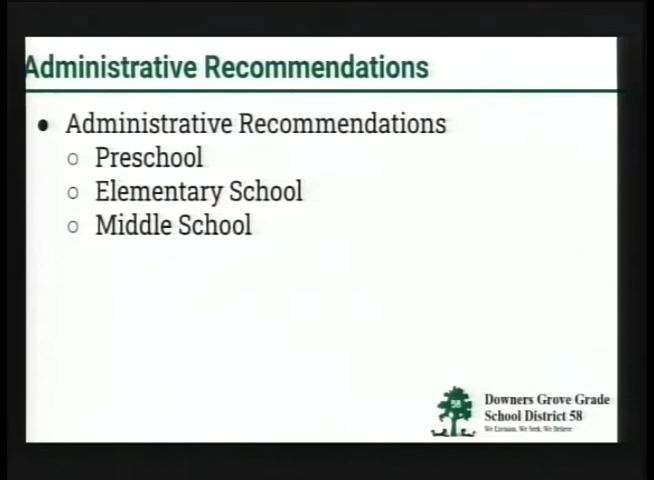 Administrative Recommendations
● Administrative Recommendations
○ Preschool
○ Elementary School
○ Middle School
58
Downers Grove Grade
School District 58
We Envision, We Seek, We Believe